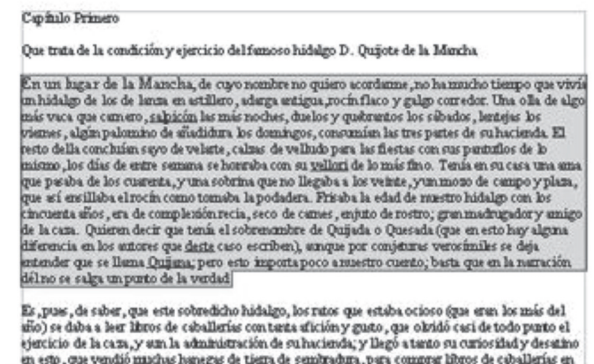 Capítulo Primero
Que trata de la condición y ejercicio del famoso hidalgo D. Quijote de la Mancha
En un lugar de la Mancha, de cuyo nombre no quiero acordarme, no ha mucho tiempo que vivía
un hidalgo de los de lanza en astillero, adarga antigua, rocín flaco y galgo corredor. Una olla de algo
más vaca que carnero, salpicón las más noches, duelos y quebrantos los sábados, lentejas los
viernes, algún palomino de añadidura los domingos, consumían las tres partes de su hacienda. El
resto della concluían sayo de velarte, calzas de velludo para las fiestas con sus pantuflos de lo
mismo, los días de entre semana se honraba con su vellori de lo más fino. Tenía en su casa una ama
que pasaba de los cuarenta, y una sobrina que no llegaba a los veinte, y un mozo de campo y plaza,
que así ensillaba el rocín como tomaba la podadera. Frisaba la edad de nuestro hidalgo con los
cincuenta años, era de complexión recia, seco de carnes, enjuto de rostro; gran madrugador y amigo
de la caza. Quieren decir que tenía el sobrenombre de Quijada o Quesada (que en esto hay alguna
diferencia en los autores que deste caso escriben), aunque por conjeturas verosímiles se deja
entender que se llama Quijana; pero esto importa poco a nuestro cuento; basta que en la narración
dél no se salga un punto de la verdad
Es, pues, de saber, que este sobredicho hidalgo, los ratos que estaba ocioso (que eran los más del
año) se daba a leer libros de caballerías con tanta afición y gusto, que olvidó casi de todo punto el
ejercicio de la caza, y aun la administración de su hacienda; y llegó a tanto su curiosidad y desatino
en esto, que vendió muchas hanegas de tierra de sembradura, para comprar libros de caballerías en